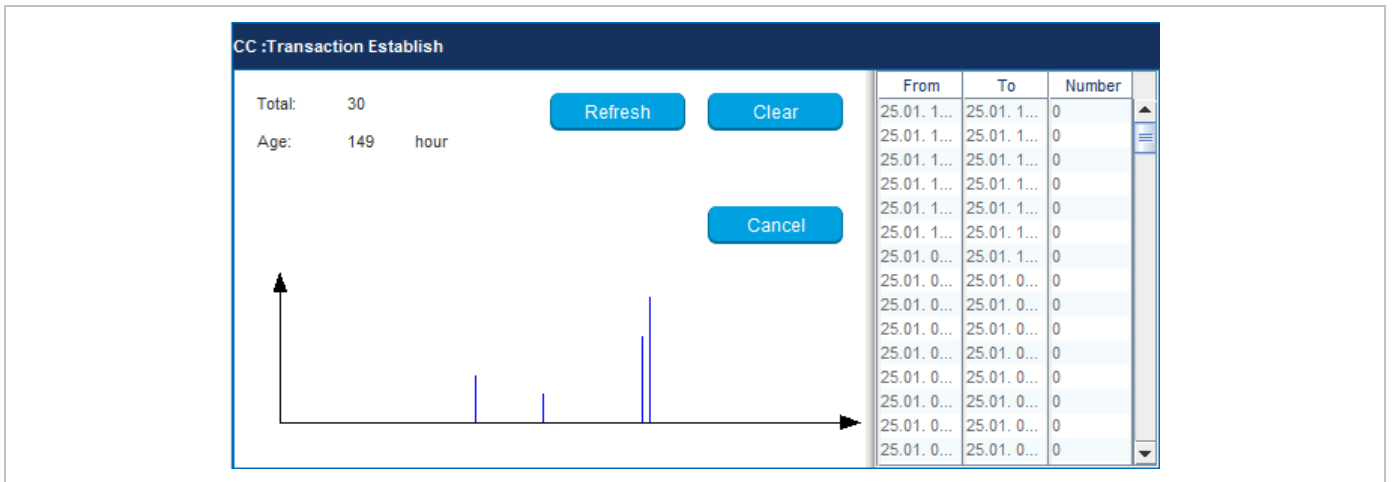 CC :Transaction Establish
Total: 30
Refresh
Clear
Age: 149 hour
Cancel
From To Number
25.01. 1... 25.01. 1... 0
25.01. 1... 25.01. 1... 0
25.01. 1... 25.01. 1... 0
25.01. 1... 25.01. 1... 0
25.01. 1... 25.01. 1... 0
25.01. 1... 25.01. 1... 0
25.01. 0... 25.01. 1... 0
25.01. 0... 25.01. 0... 0
25.01. 0... 25.01. 0... 0
25.01. 0... 25.01. 0... 0
25.01. 0... 25.01. 0... 0
25.01. 0... 25.01. 0... 0
25.01. 0... 25.01. 0... 0
25.01. 0... 25.01. 0... 0
25.01. 0... 25.01. 0... 0